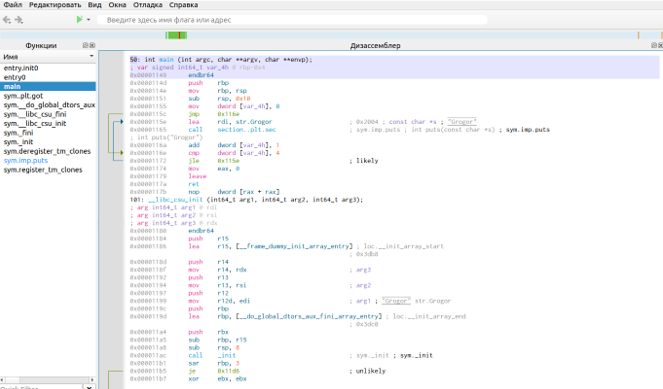 Файл Редактировать Вид Окна Отладка Справка
Введите здесь имя флага или адрес
Функции
Дизассемблер
Имя
entry.init0
entry0
main
sym..plt.got
sym.__do_global_dtors_aux
sym.__libc_csu_fini
sym.__libc_csu_init
sym._fini
sym._init
sym.deregister_tm_clones
sym.imp.puts
sym.register_tm_clones
50: int main (int argc, char **argv, char **envp);
; var signed int64_t var_4h @ rbp-0x4
0x00001149 endbr64
0x0000114d push rbp
0x0000114e mov rbp, rsp
0x00001151 sub rsp, 0x10
0x00001155 mov dword [var_4h], 0
0x0000115c jmp 0x116e
0x0000115e lea rdi, str.Grogor ; 0x2004 ; const char *s ; "Grogor"
0x00001165 call section..plt.sec ; sym.imp.puts ; int puts(const char *s) ; sym.imp.puts
; int puts("Grogor")
0x0000116a add dword [var_4h], 1
0x0000116e cmp dword [var_4h], 4
0x00001172 jle 0x115e ; likely
0x00001174 mov eax, 0
0x00001179 leave
0x0000117a ret
0x0000117b nop dword [rax + rax]
101: __libc_csu_init (int64_t arg1, int64_t arg2, int64_t arg3);
; arg int64_t arg1 @ rdi
; arg int64_t arg2 @ rsi
; arg int64_t arg3 @ rdx
0x00001180 endbr64
0x00001184 push r15
0x00001186 lea r15, [__frame_dummy_init_array_entry] ; loc.__init_array_start
; 0x3db8
0x0000118d push r14
0x0000118f mov r14, rdx ; arg3
0x00001192 push r13
0x00001194 mov r13, rsi ; arg2
0x00001197 push r12
0x00001199 mov r12d, edi ; arg1 ; "Grogor" str.Grogor
0x0000119c push rbp
0x0000119d lea rbp, [__do_global_dtors_aux_fini_array_entry] ; loc.__init_array_end
; 0x3dc0
0x000011a4 push rbx
0x000011a5 sub rbp, r15
0x000011a8 sub rsp, 8
0x000011ac call _init ; sym._init ; sym._init
0x000011b1 sar rbp, 3
0x000011b5 je 0x11d6 ; unlikely
0x000011b7 xor ebx, ebx